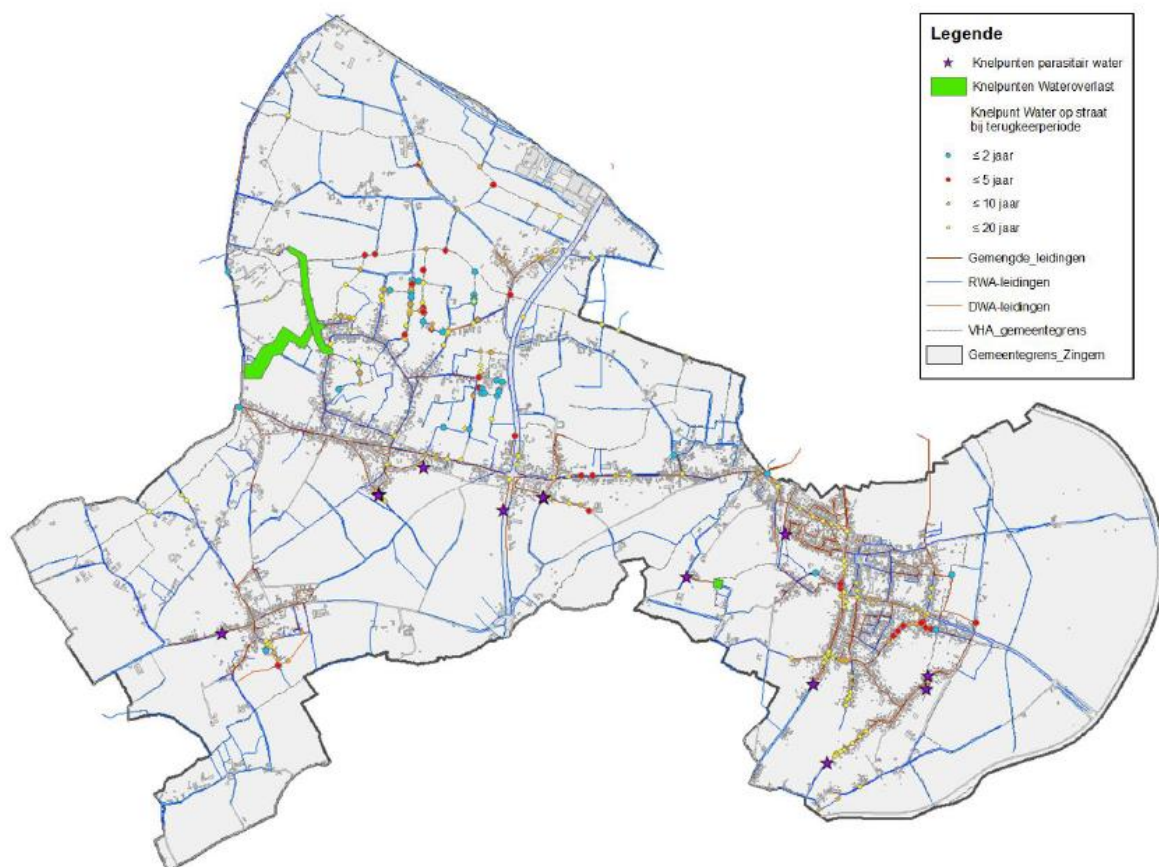 Legende
Knelpunten parasitair water
Knelpunten Wateroverlast
Knelpunt Water op straat
bij terugkeerperiode
≤ 2 jaar
≤ 5 jaar
≤ 10 jaar
≤ 20 jaar
Gemengde_leidingen
RWA-leidingen
DWA-leidingen
VHA_gemeentegrens
Gemeentegrens_Zingem